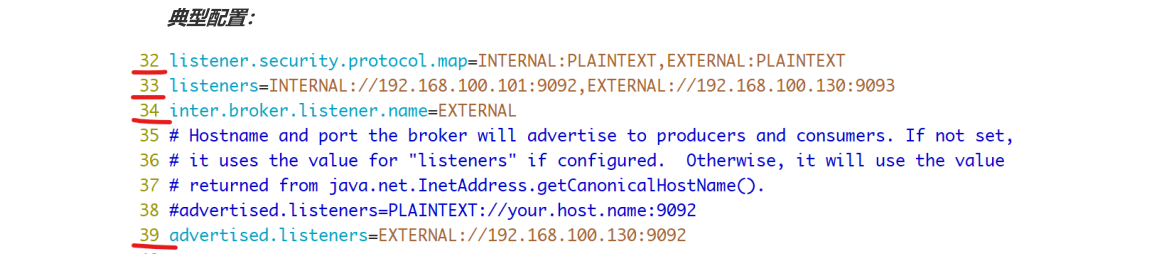 典型配置：
32 listener.security.protocol.map=INTERNAL:PLAINTEXT,EXTERNAL:PLAINTEXT
33 listeners=INTERNAL://192.168.100.101:9092,EXTERNAL://192.168.100.130:9093
34 inter.broker.listener.name=EXTERNAL
35 # Hostname and port the broker will advertise to producers and consumers. If not set,
36 # it uses the value for "listeners" if configured.  Otherwise, it will use the value
37 # returned from java.net.InetAddress.getCanonicalHostName().
38 #advertised.listeners=PLAINTEXT://your.host.name:9092
39 advertised.listeners=EXTERNAL://192.168.100.130:9092